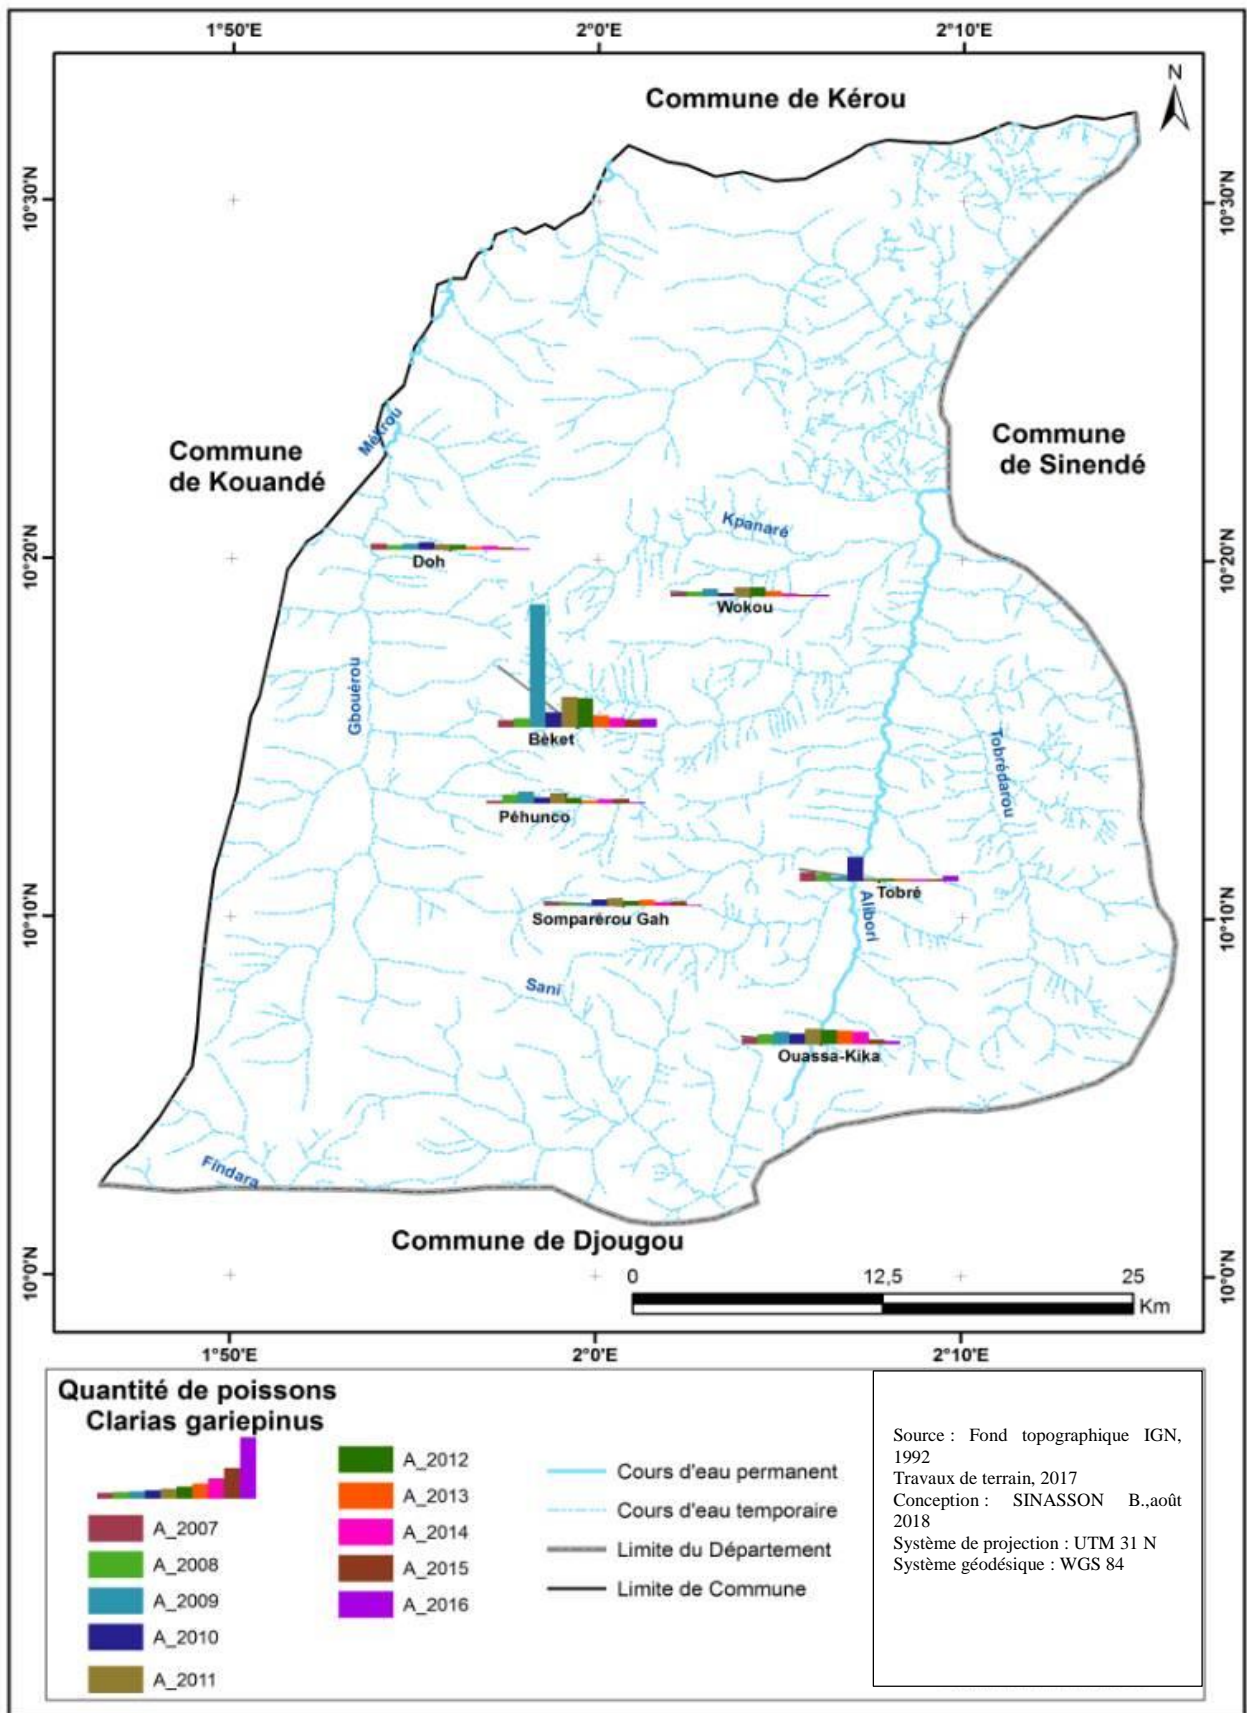 1°50'E
2°0'E
2°10'E
N
Commune de Kérou
10°30'N
10°30'N
Commune
de Kouandé
Commune
de Sinendé
Mékrou
Kpanaré
10°20'N
10°20'N
Doh
Wokou
Gbouérou
Bèket
Tobrédarou
Péhunco
Tobré
Alibori
10°10'N
10°10'N
Somparérou Gah
Sani
Ouassa-Kika
Findara
Commune de Djougou
10°0'N
10°0'N
0
12,5
25
Km
1°50'E
2°0'E
2°10'E
Quantité de poissons
Clarias gariepinus
A_2007
A_2008
A_2009
A_2010
A_2011
A_2012
A_2013
A_2014
A_2015
A_2016
Cours d'eau permanent
Cours d'eau temporaire
Limite du Département
Limite de Commune
Source : Fond topographique IGN,
1992
Travaux de terrain, 2017
Conception : SINASSON B.,août
2018
Système de projection : UTM 31 N
Système géodésique : WGS 84